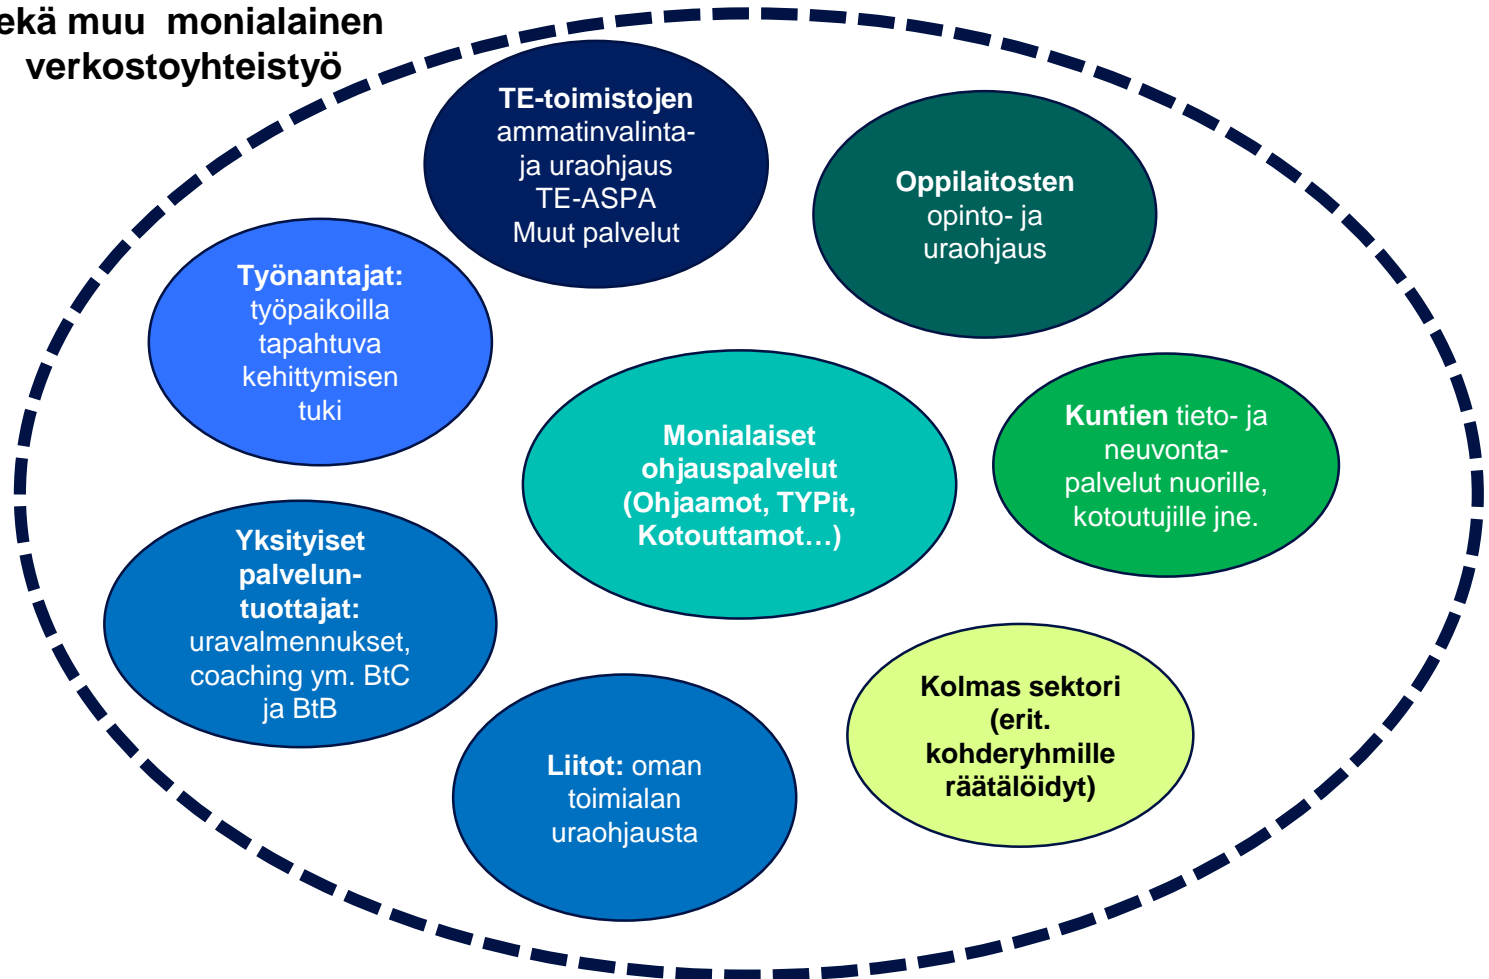 ekä muu monialainen
verkostoyhteistyö
TE-toimistojen
ammatinvalinta-
ja uraohjaus
TE-ASPA
Muut palvelut
Oppilaitosten
opinto- ja
uraohjaus
Työnantajat:
työpaikoilla
tapahtuva
kehittymisen
tuki
Monialaiset
ohjauspalvelut
(Ohjaamot, TYPit,
Kotouttamot...)
Kuntien tieto- ja
neuvonta-
palvelut nuorille,
kotoutujille jne.
Yksityiset
palvelun-
tuottajat:
uravalmennukset,
coaching ym. BtC
ja BtB
Kolmas sektori
(erit.
kohderyhmille
räätälöidyt)
Liitot: oman
toimialan
uraohjausta